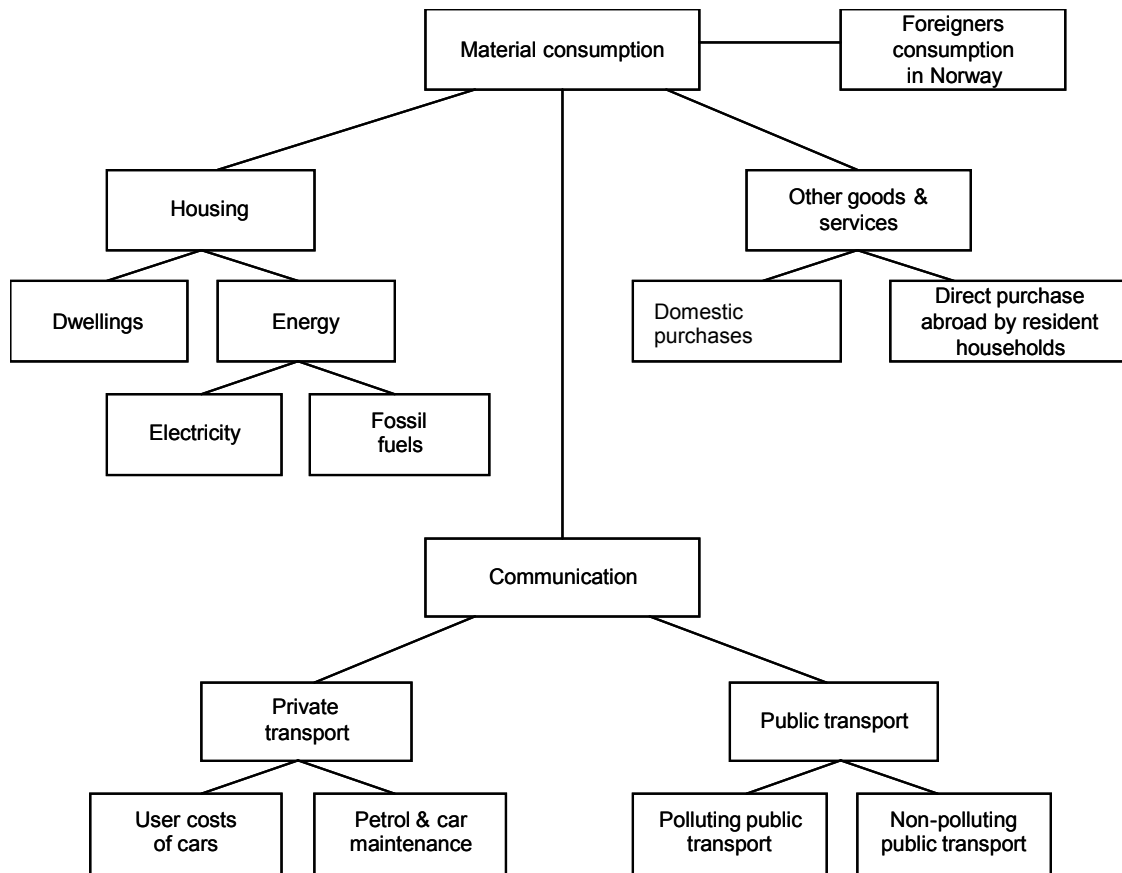 Material consumption
Foreigners
consumption
in Norway
Housing
Other goods &
services
Dwellings
Energy
Domestic
purchases
Direct purchase
abroad by resident
households
Electricity
Fossil
fuels
Communication
Private
transport
Public transport
User costs
of cars
Petrol & car
maintenance
Polluting public
transport
Non-polluting
public transport